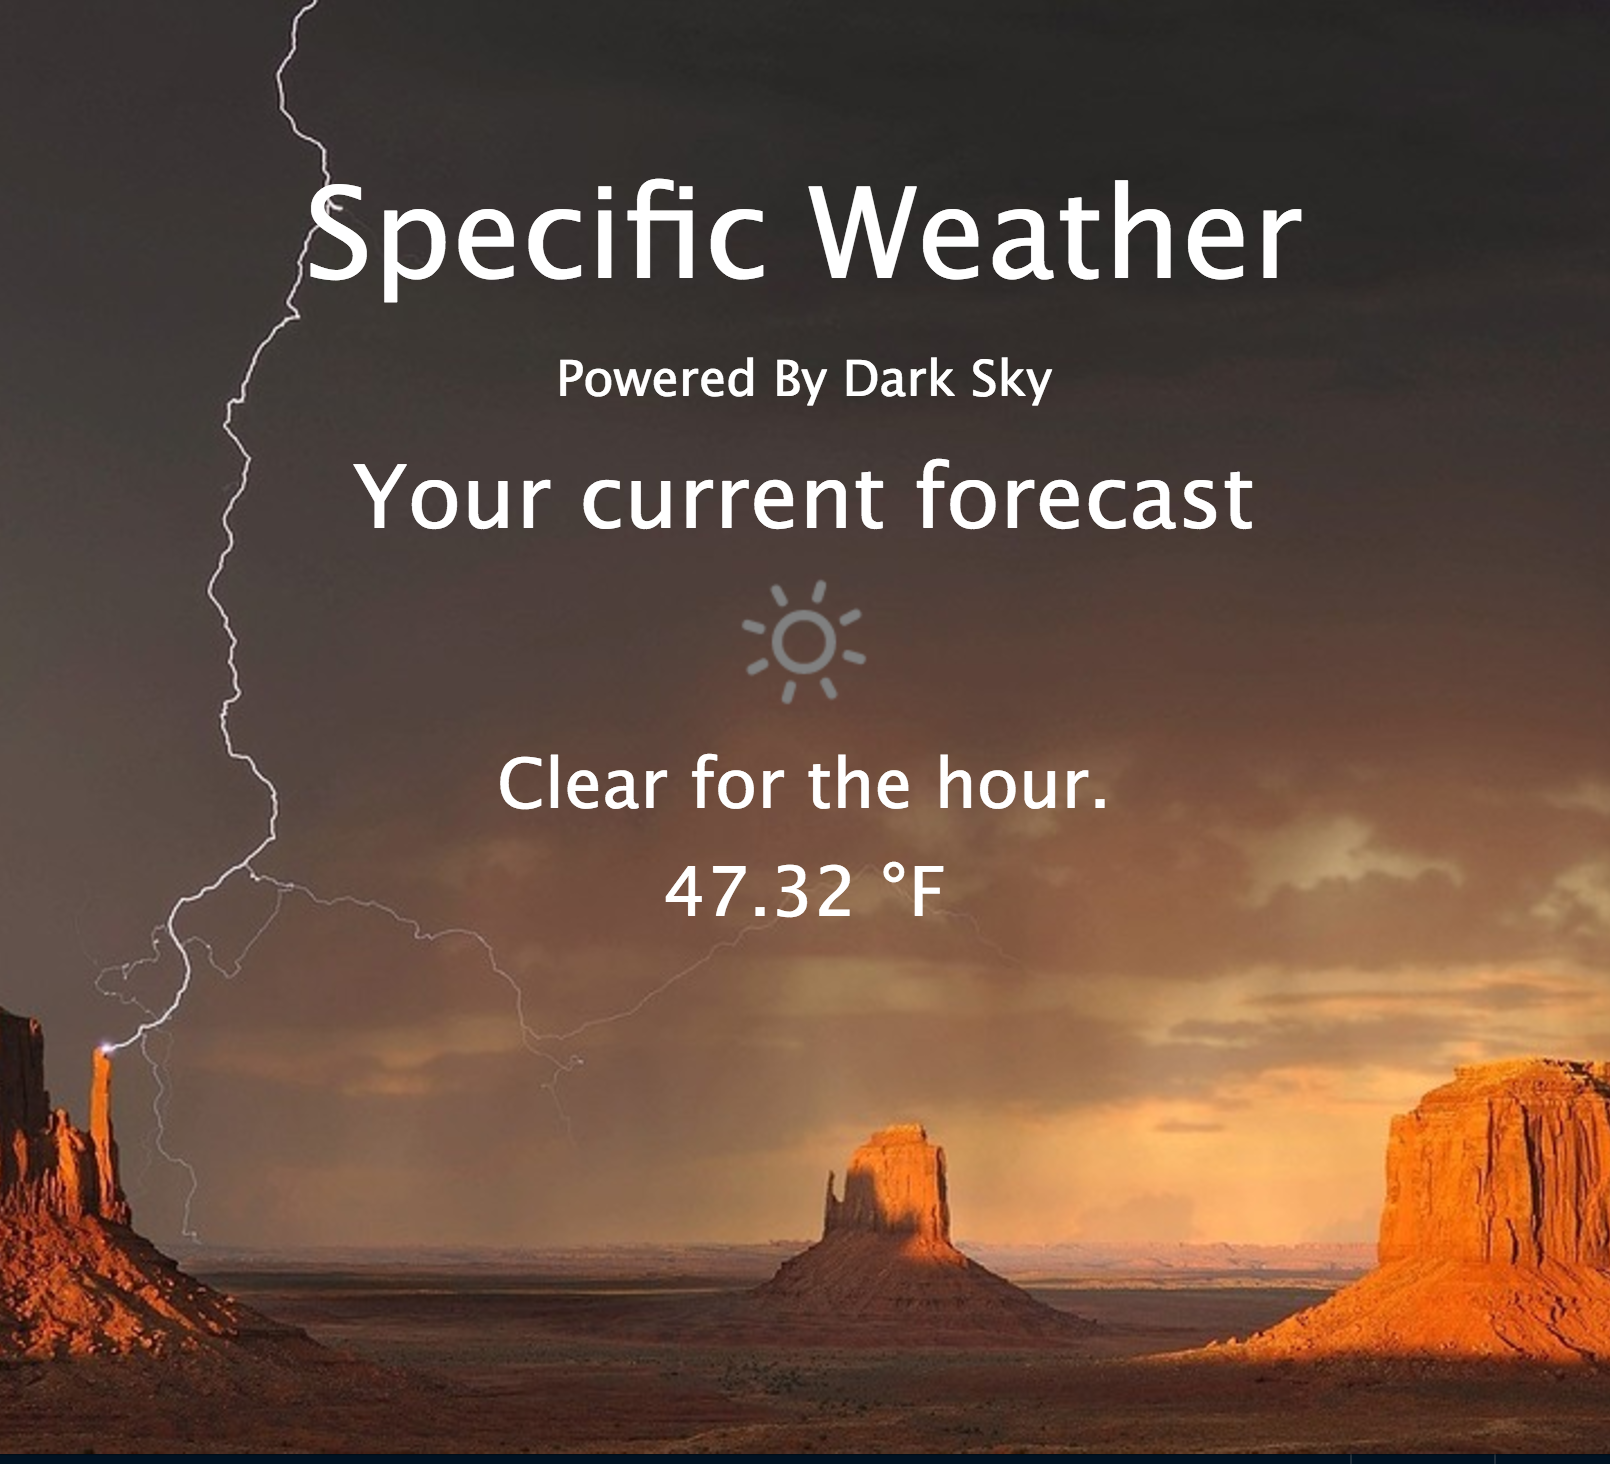 Specific Weather
Powered By Dark Sky
Your current forecast
Clear for the hour.
47.32 °F